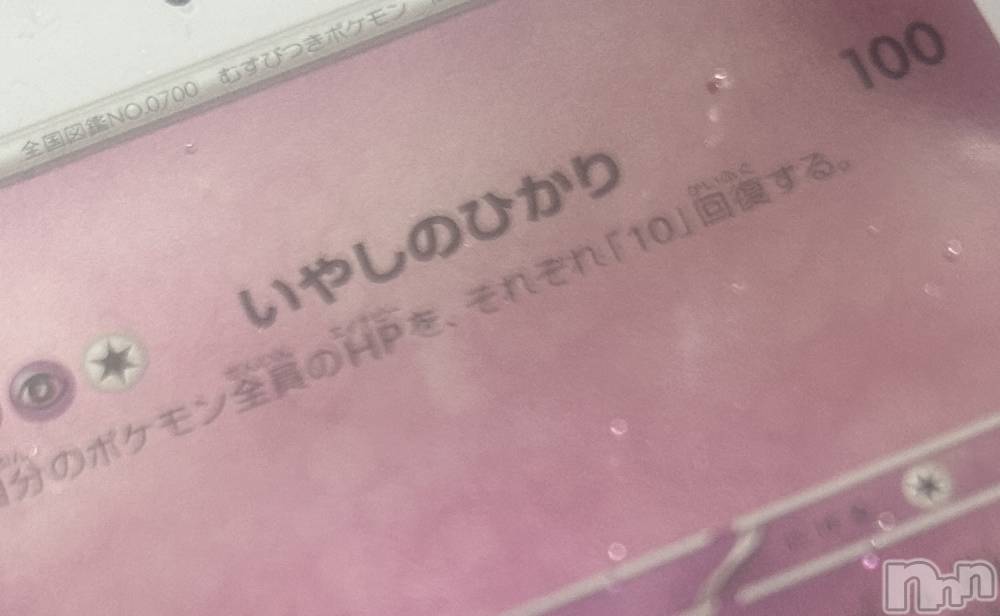 全国図鑑NO.0700 むすびつきポケモン
いやしのひかり 100
分のポケモン全員のHPを、それぞれ「10」回復する。
nnn